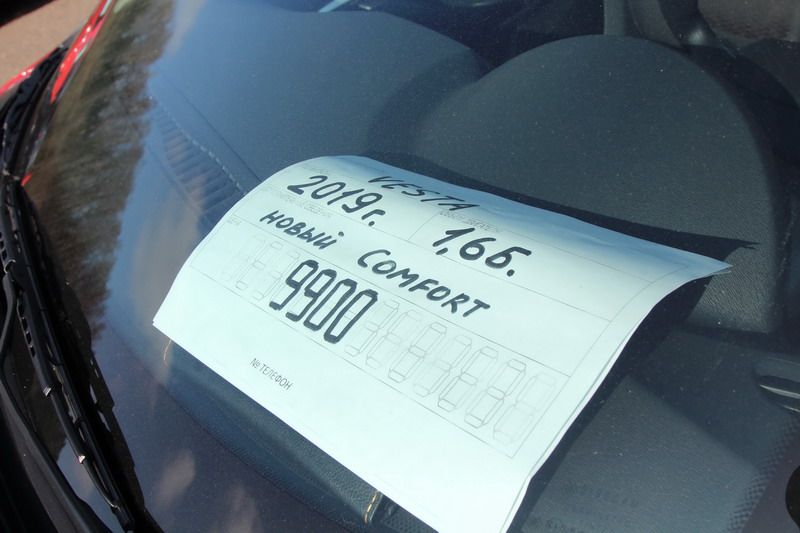 VESTA
2019г. 1,6б.
НОВЫЙ COMFORT
9900
№ ТЕЛЕФОН